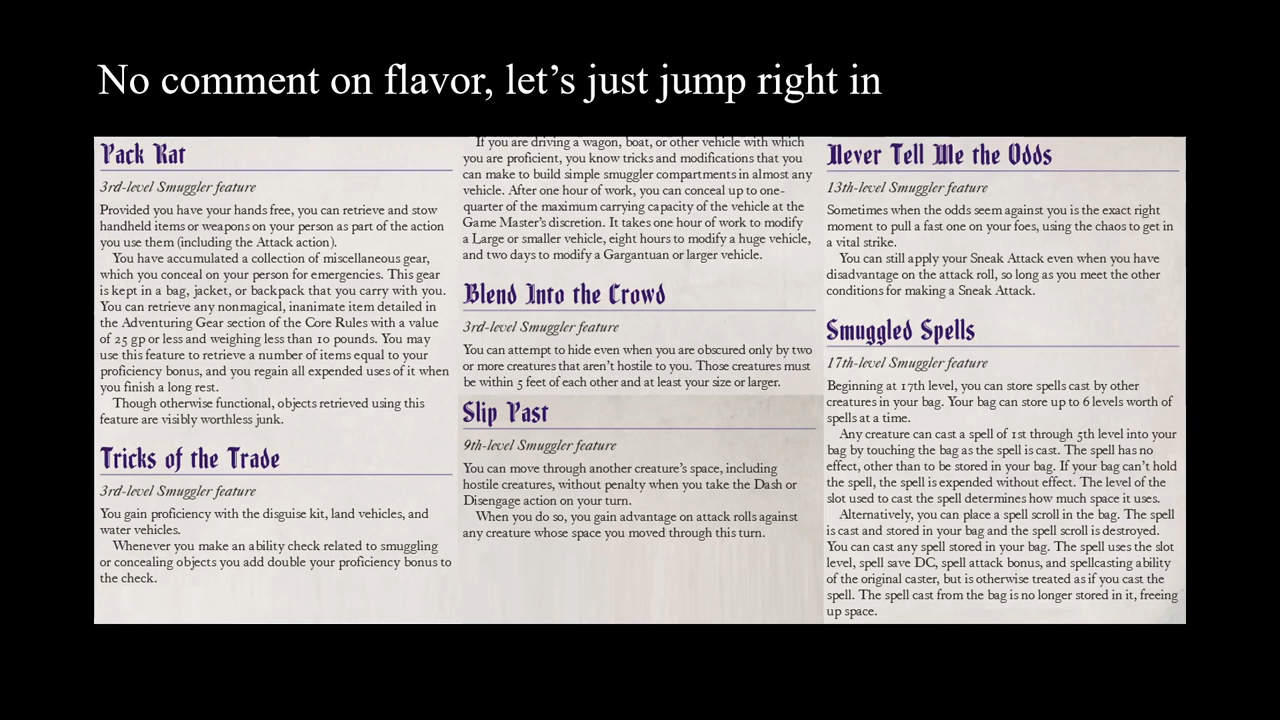 No comment on flavor, let's just jump right in
Pack Rat
3rd-level Smuggler feature
Provided you have your hands free, you can retrieve and stow
handheld items or weapons on your person as part of the action
you use them (including the Attack action).
You have accumulated a collection of miscellaneous gear,
which you conceal on your person for emergencies. This gear
is kept in a bag, jacket, or backpack that you carry with you.
You can retrieve any nonmagical, inanimate item detailed in
the Adventuring Gear section of the Core Rules with a value
of 25 gp or less and weighing less than 10 pounds. You may
use this feature to retrieve a number of items equal to your
proficiency bonus, and you regain all expended uses of it when
you finish a long rest.
Though otherwise functional, objects retrieved using this
feature are visibly worthless junk.
Tricks of the Trade
3rd-level Smuggler feature
You gain proficiency with the disguise kit, land vehicles, and
water vehicles.
Whenever you make an ability check related to smuggling
or concealing objects you add double your proficiency bonus to
the check.
If you are driving a wagon, boat, or other vehicle with which
you are proficient, you know tricks and modifications that you
can make to build simple smuggler compartments in almost any
vehicle. After one hour of work, you can conceal up to one-
quarter of the maximum carrying capacity of the vehicle at the
Game Master's discretion. It takes one hour of work to modify
a Large or smaller vehicle, eight hours to modify a huge vehicle,
and two days to modify a Gargantuan or larger vehicle.
Blend Into the Crowd
3rd-level Smuggler feature
You can attempt to hide even when you are obscured only by two
or more creatures that aren't hostile to you. Those creatures must
be within 5 feet of each other and at least your size or larger.
Slip Past
9th-level Smuggler feature
You can move through another creature's space, including
hostile creatures, without penalty when you take the Dash or
Disengage action on your turn.
When you do so, you gain advantage on attack rolls against
any creature whose space you moved through this turn.
Never Tell Me the Odds
13th-level Smuggler feature
Sometimes when the odds seem against you is the exact right
moment to pull a fast one on your foes, using the chaos to get in
a vital strike.
You can still apply your Sneak Attack even when you have
disadvantage on the attack roll, so long as you meet the other
conditions for making a Sneak Attack.
Smuggled Spells
17th-level Smuggler feature
Beginning at 17th level, you can store spells cast by other
creatures in your bag. Your bag can store up to 6 levels worth of
spells at a time.
Any creature can cast a spell of 1st through 5th level into your
bag by touching the bag as the spell is cast. The spell has no
effect, other than to be stored in your bag. If your bag can't hold
the spell, the spell is expended without effect. The level of the
slot used to cast the spell determines how much space it uses.
Alternatively, you can place a spell scroll in the bag. The spell
is cast and stored in your bag and the spell scroll is destroyed.
You can cast any spell stored in your bag. The spell uses the slot
level, spell save DC, spell attack bonus, and spellcasting ability
of the original caster, but is otherwise treated as if you cast the
spell. The spell cast from the bag is no longer stored in it, freeing
up space.